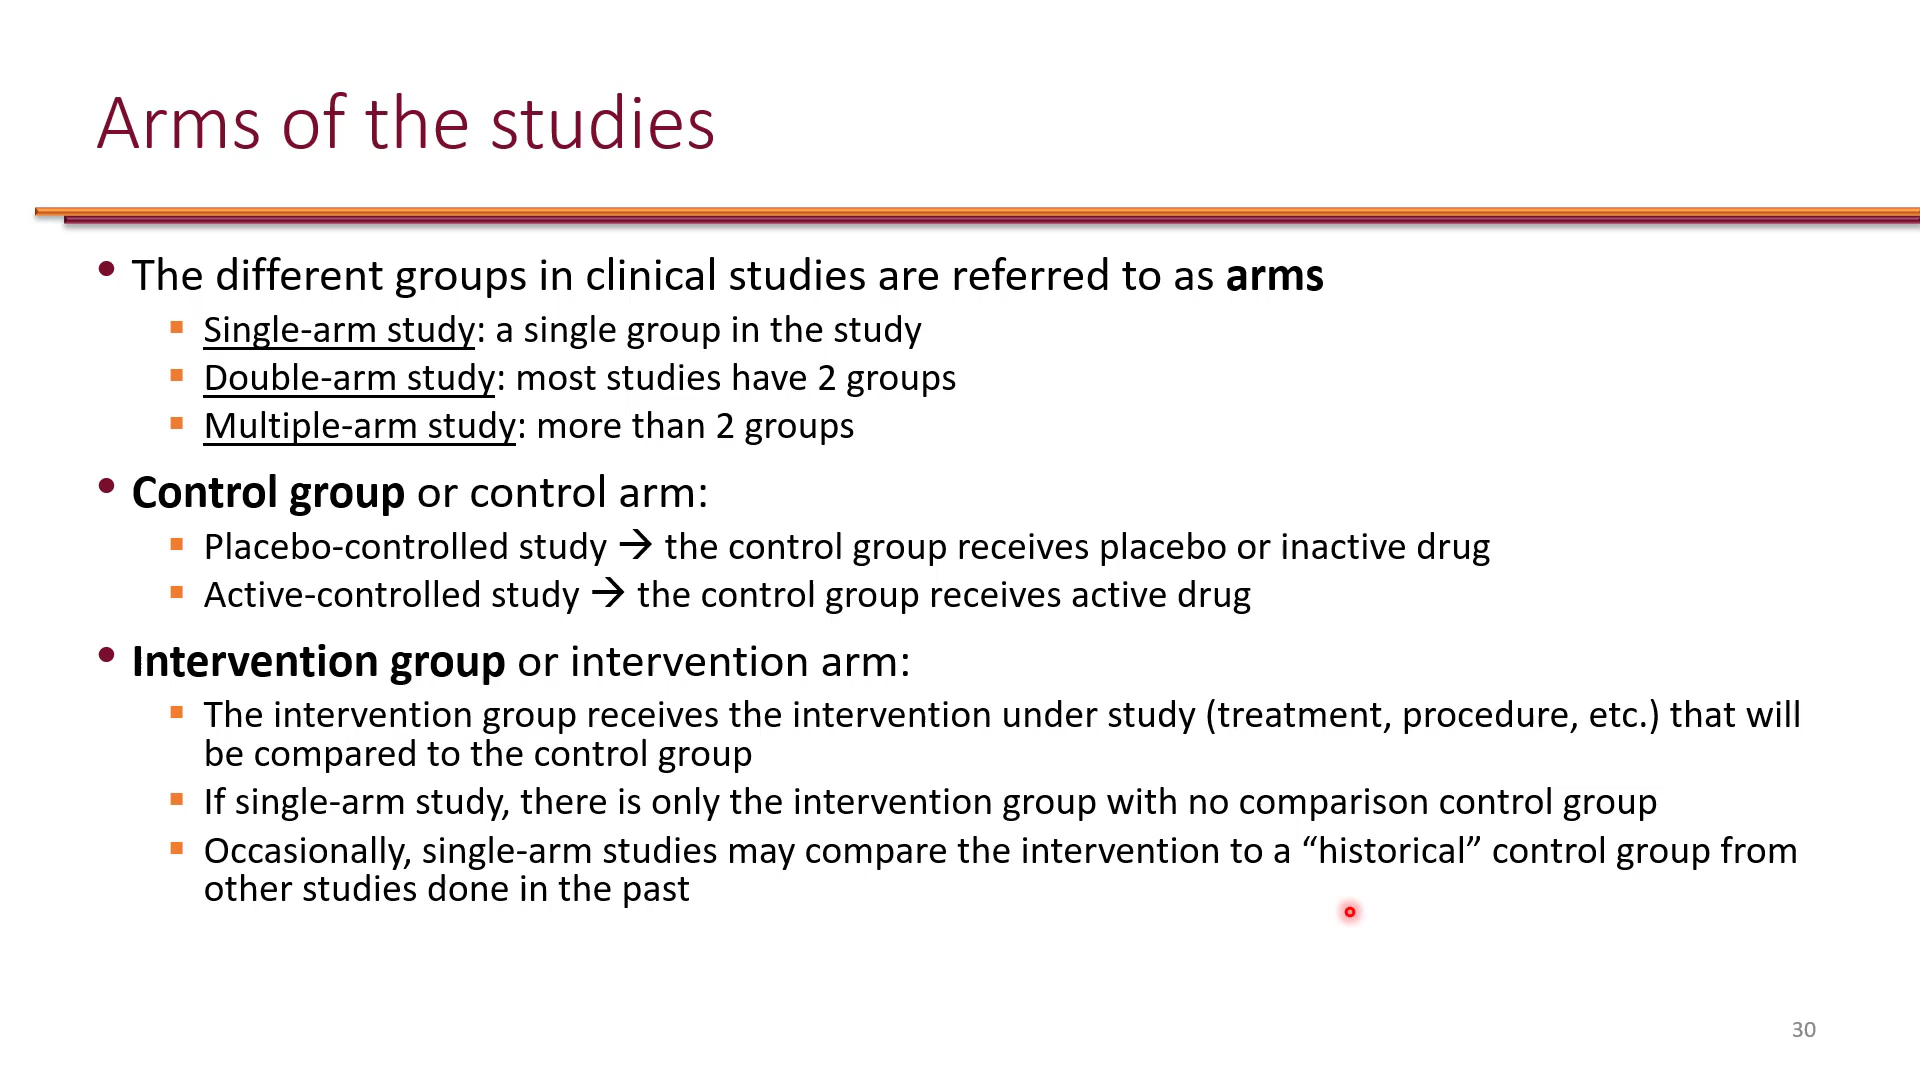 Arms of the studies
• The different groups in clinical studies are referred to as arms
▪ Single-arm study: a single group in the study
▪ Double-arm study: most studies have 2 groups
▪ Multiple-arm study: more than 2 groups
• Control group or control arm:
▪ Placebo-controlled study → the control group receives placebo or inactive drug
▪ Active-controlled study → the control group receives active drug
• Intervention group or intervention arm:
▪ The intervention group receives the intervention under study (treatment, procedure, etc.) that will
be compared to the control group
▪ If single-arm study, there is only the intervention group with no comparison control group
▪ Occasionally, single-arm studies may compare the intervention to a “historical” control group from
other studies done in the past
30